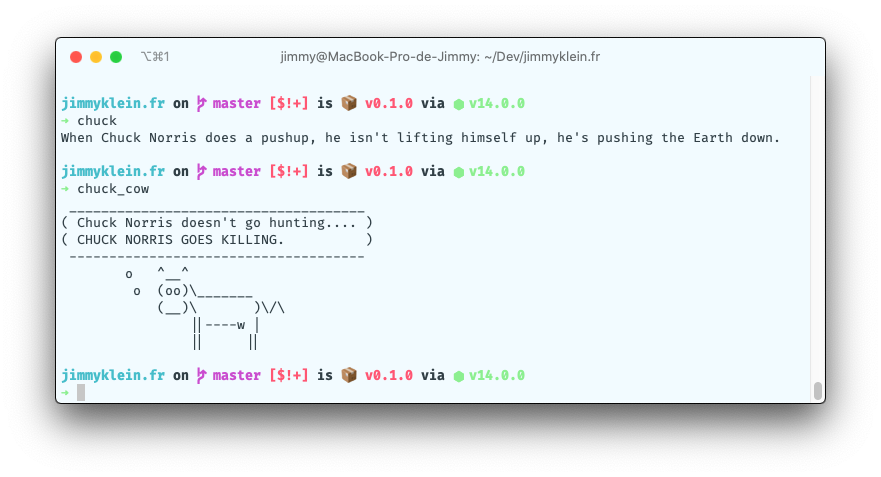 ⌥⌘1 jimmy@MacBook-Pro-de-Jimmy: ~/Dev/jimmyklein.fr
jimmyklein.fr on master [$!+] is 📦 v0.1.0 via ⬢ v14.0.0
➜ chuck
When Chuck Norris does a pushup, he isn't lifting himself up, he's pushing the Earth down.
jimmyklein.fr on master [$!+] is 📦 v0.1.0 via ⬢ v14.0.0
➜ chuck_cow
 _____________________________________
( Chuck Norris doesn't go hunting.... )
( CHUCK NORRIS GOES KILLING.          )
 -------------------------------------
        o   ^__^
         o  (oo)\_______
            (__)\       )\/\
                ||----w |
                ||     ||
jimmyklein.fr on master [$!+] is 📦 v0.1.0 via ⬢ v14.0.0
➜